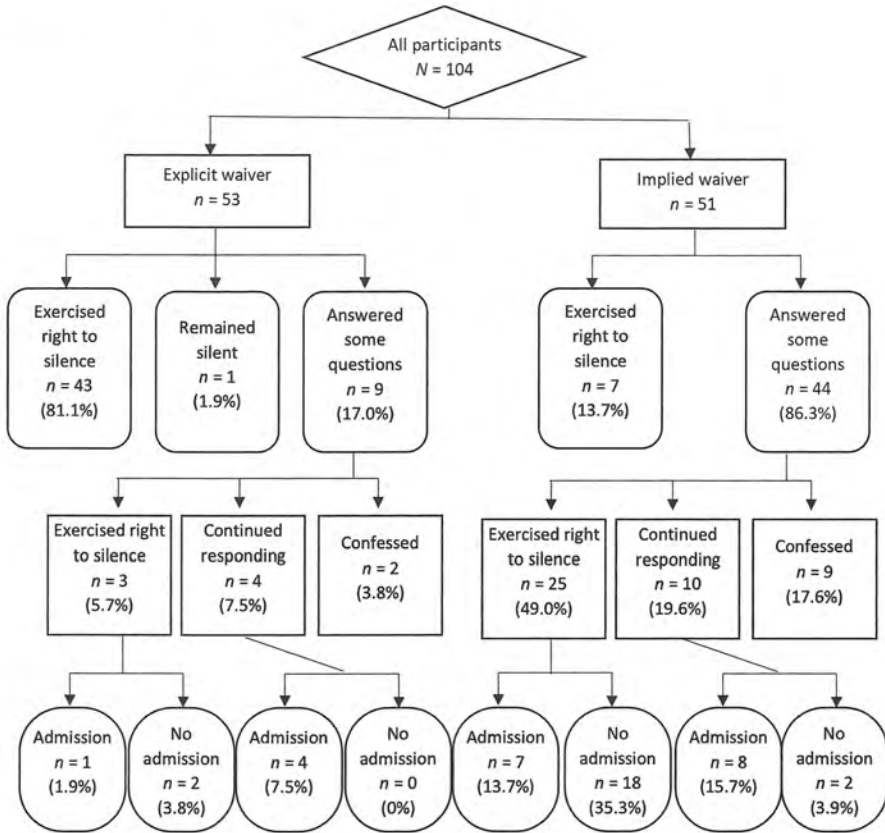 All participants
N = 104
Explicit waiver
n = 53
Implied waiver
n = 51
Exercised
right to
silence
n = 43
(81.1%)
Remained
silent
n = 1
(1.9%)
Answered
some
questions
n = 9
(17.0%)
Exercised
right to
silence
n = 7
(13.7%)
Answered
some
questions
n = 44
(86.3%)
Exercised right
to silence
n = 3
(5.7%)
Continued
responding
n = 4
(7.5%)
Confessed
n = 2
(3.8%)
Exercised right
to silence
n = 25
(49.0%)
Continued
responding
n = 10
(19.6%)
Confessed
n = 9
(17.6%)
Admission
n = 1
(1.9%)
No
admission
n = 2
(3.8%)
Admission
n = 4
(7.5%)
No
admission
n = 0
(0%)
Admission
n = 7
(13.7%)
No
admission
n = 18
(35.3%)
Admission
n = 8
(15.7%)
No
admission
n = 2
(3.9%)